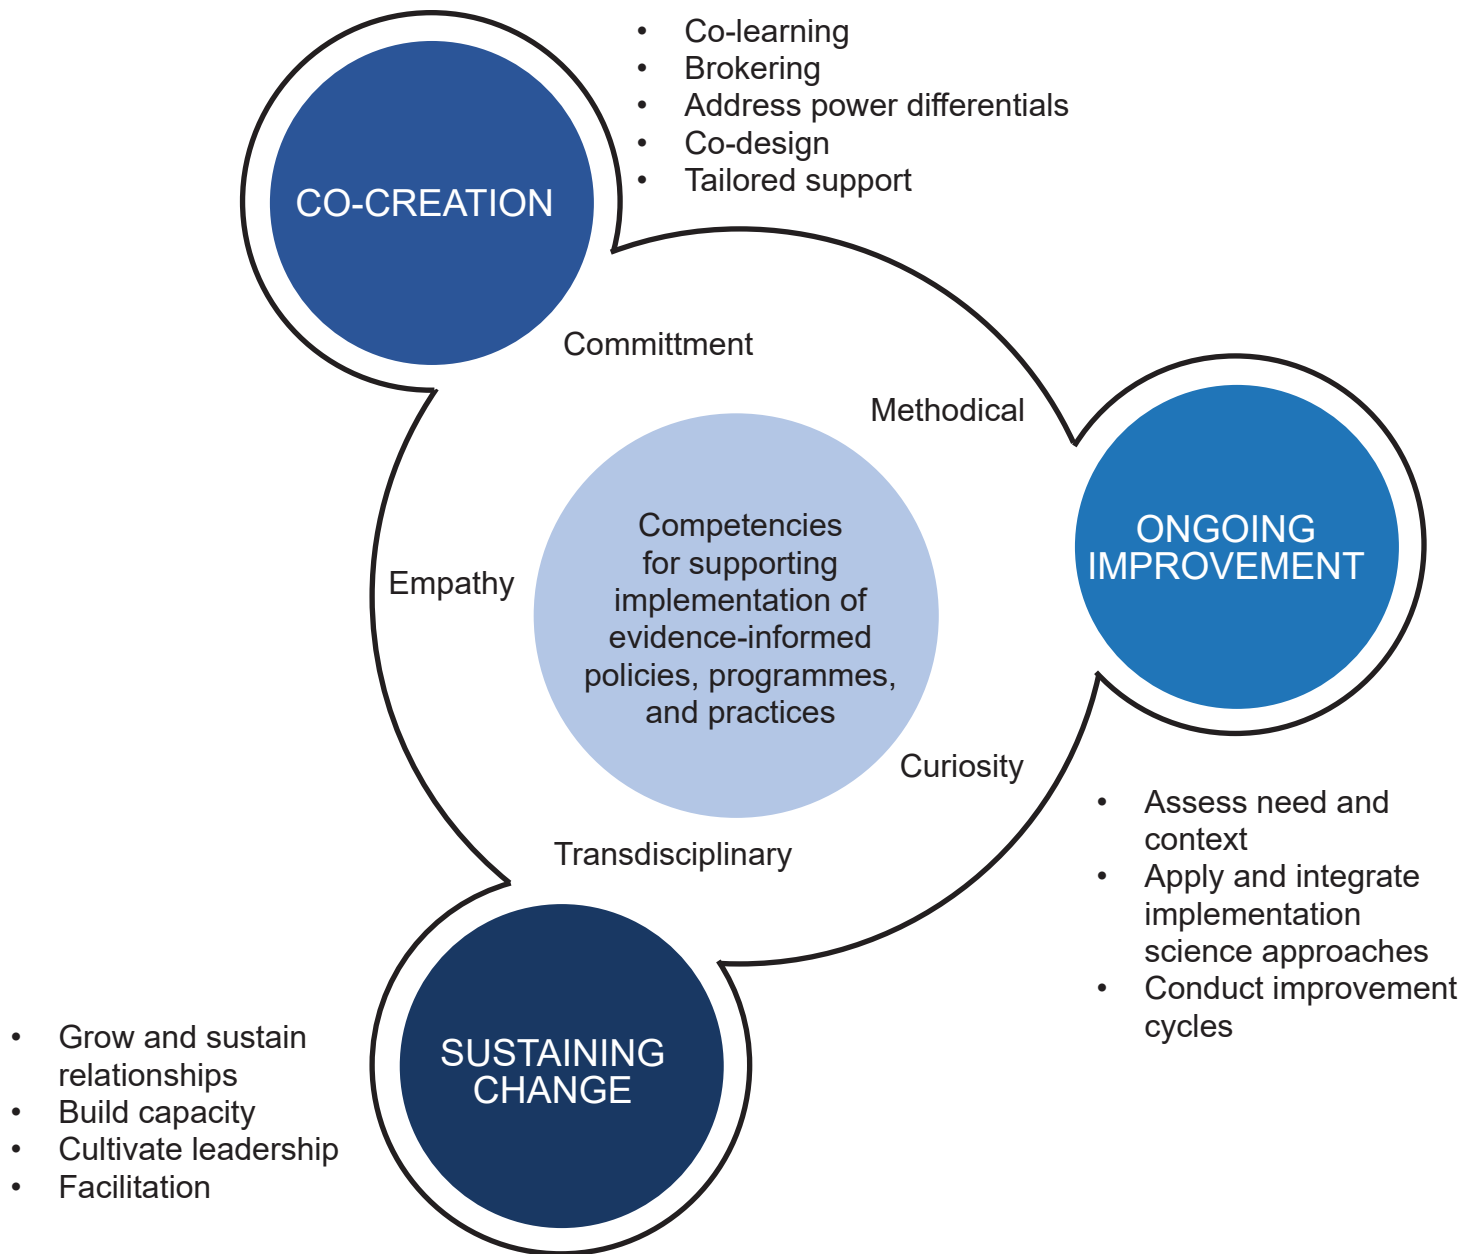 • Co-learning
• Brokering
• Address power differentials
• Co-design
• Tailored support
CO-CREATION
Committment
Methodical
Competencies
for supporting
implementation of
evidence-informed
policies, programmes,
and practices
ONGOING
IMPROVEMENT
Empathy
Curiosity
Transdisciplinary
• Assess need and
context
• Apply and integrate
implementation
science approaches
• Conduct improvement
cycles
SUSTAINING
CHANGE
• Grow and sustain
relationships
• Build capacity
• Cultivate leadership
• Facilitation